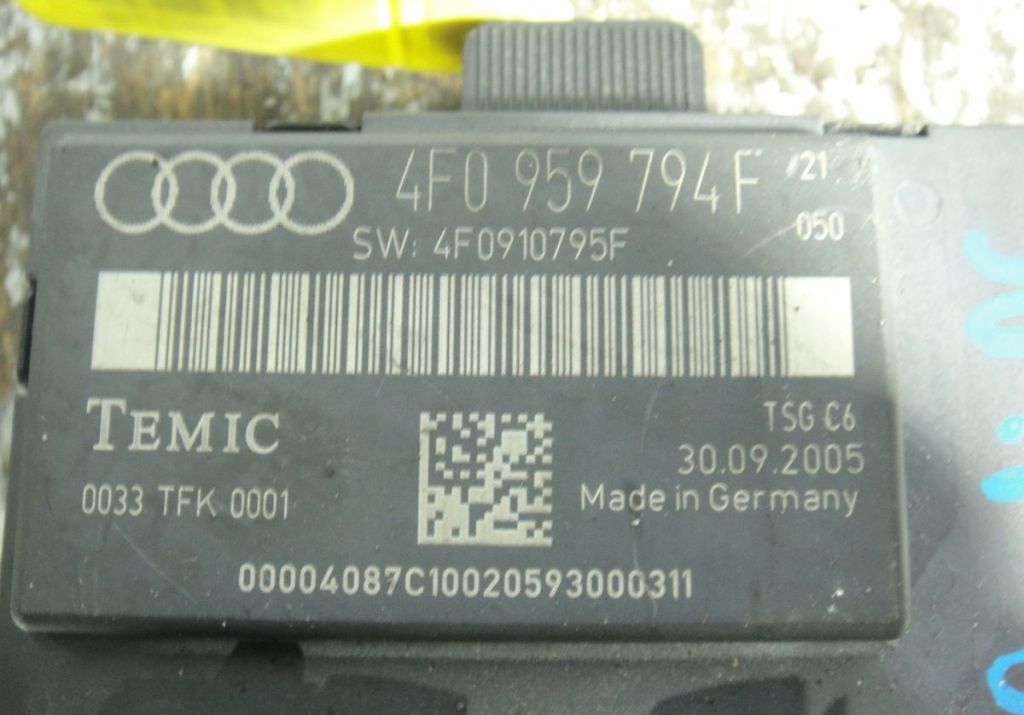 4F0 959 794 F /21
050
SW: 4F0910795F
TEMIC
TSG C6
30.09.2005
0033 TFK 0001
Made in Germany
00004087C10020593000311